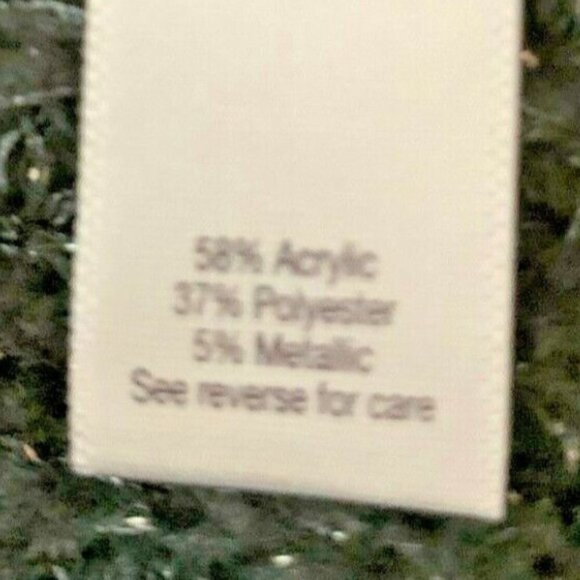 58% Acrylic
37% Polyester
5% Metallic
See reverse for care